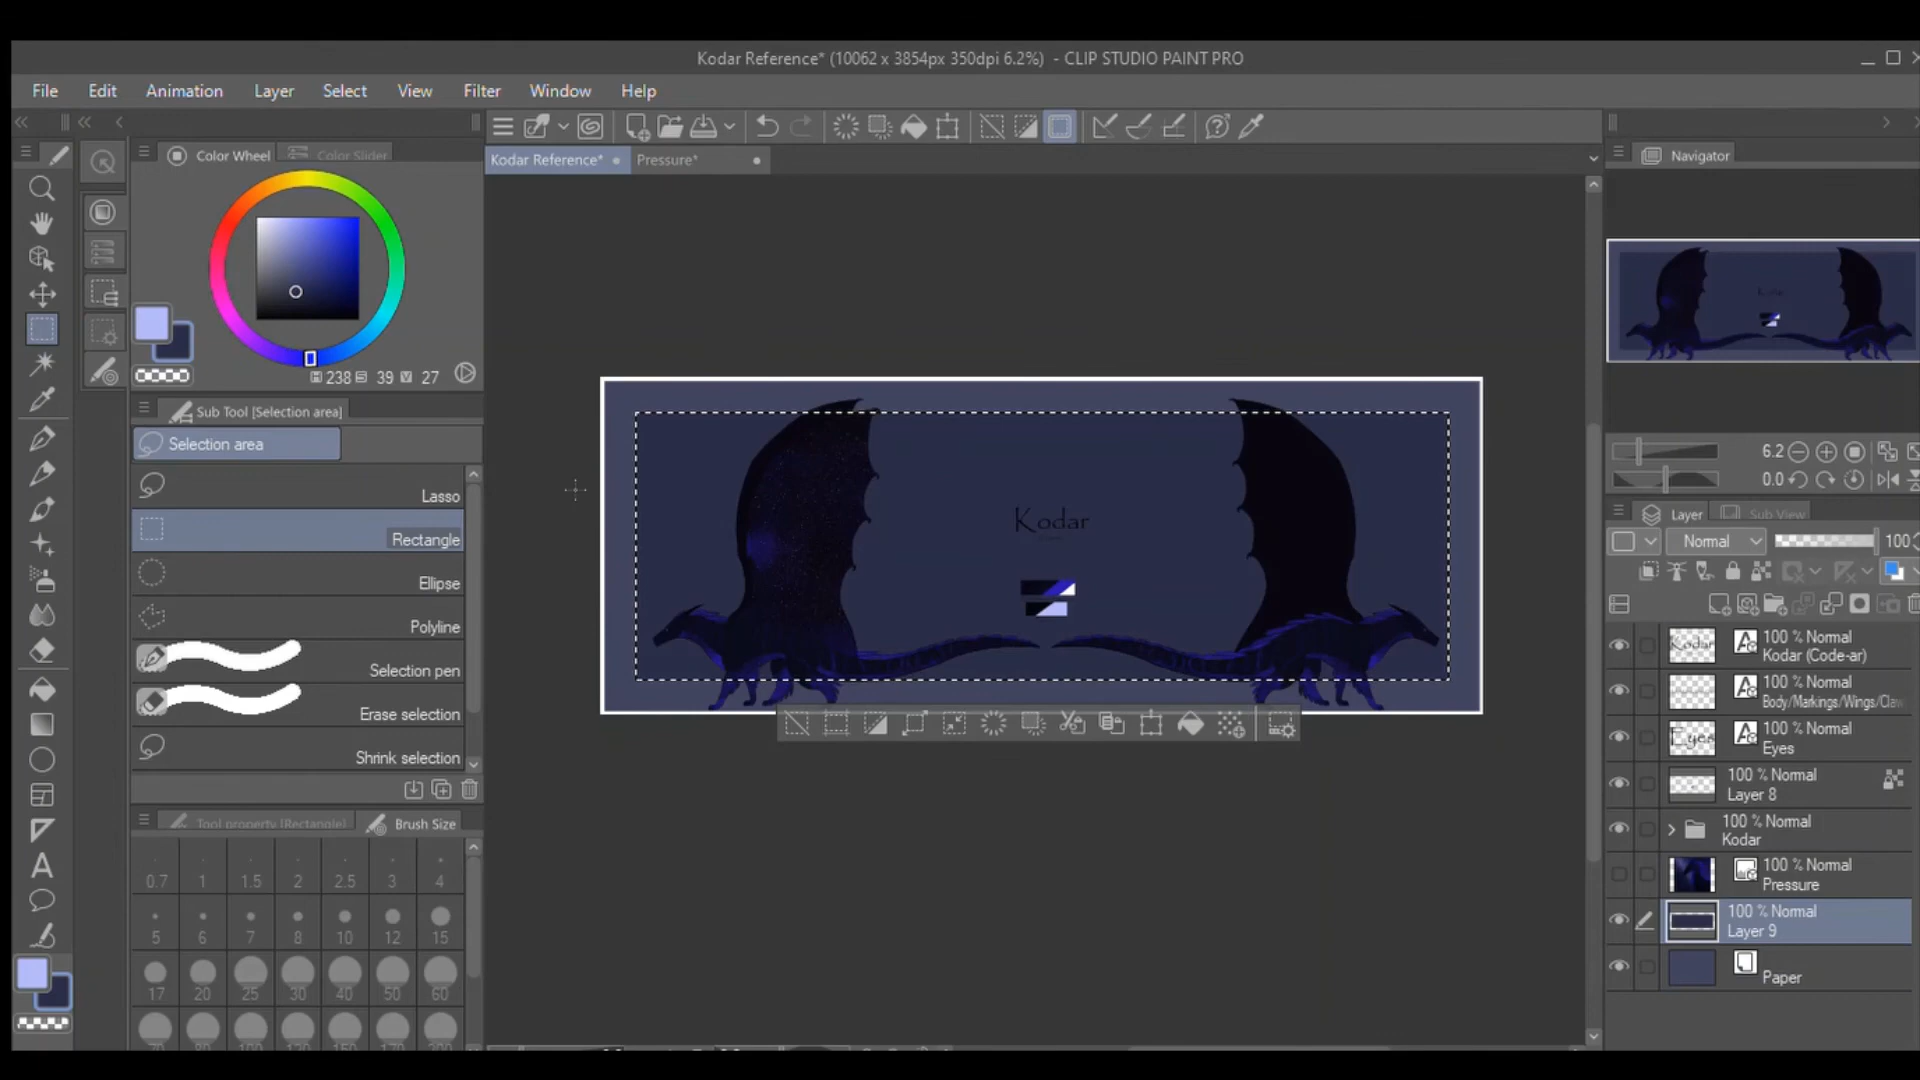 Kodar Reference* (10062 x 3854px 350dpi 6.2%) - CLIP STUDIO PAINT PRO
File Edit Animation Layer Select View Filter Window Help
Kodar Reference* Pressure*
Color Wheel Color Slider
H 238 S 39 V 27
Sub Tool [Selection area]
Selection area
Lasso
Rectangle
Ellipse
Polyline
Selection pen
Erase selection
Shrink selection
Tool property [Rectangle] Brush Size
0.7 1 1.5 2 2.5 3 4
5 6 7 8 10 12 15
17 20 25 30 40 50 60
Kodar
Navigator
6.2
0.0
Layer Sub View
Normal 100
100 % Normal
Kodar (Code-ar)
100 % Normal
Body/Markings/Wings/Claw
100 % Normal
Eyes
100 % Normal
Layer 8
100 % Normal
Kodar
100 % Normal
Pressure
100 % Normal
Layer 9
Paper